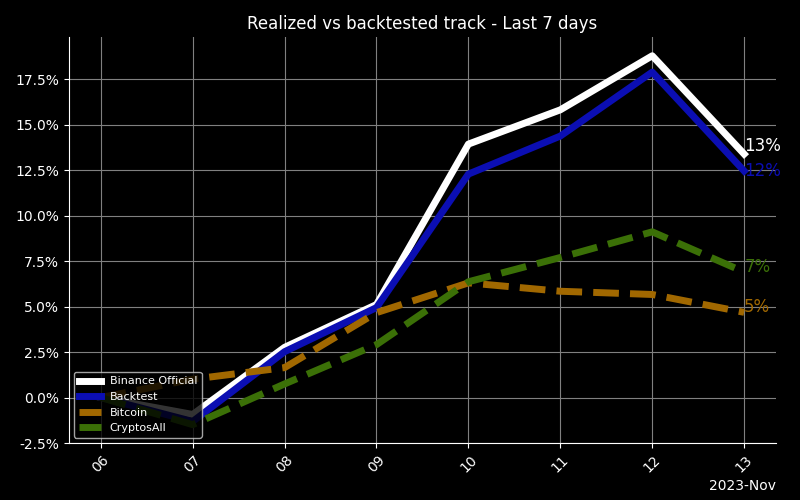 Realized vs backtested track - Last 7 days
17.5%
15.0%
12.5%
10.0%
7.5%
5.0%
2.5%
0.0%
-2.5%
13%
12%
7%
5%
Binance Official
Backtest
Bitcoin
CryptosAll
06 07 08 09 10 11 12 13
2023-Nov